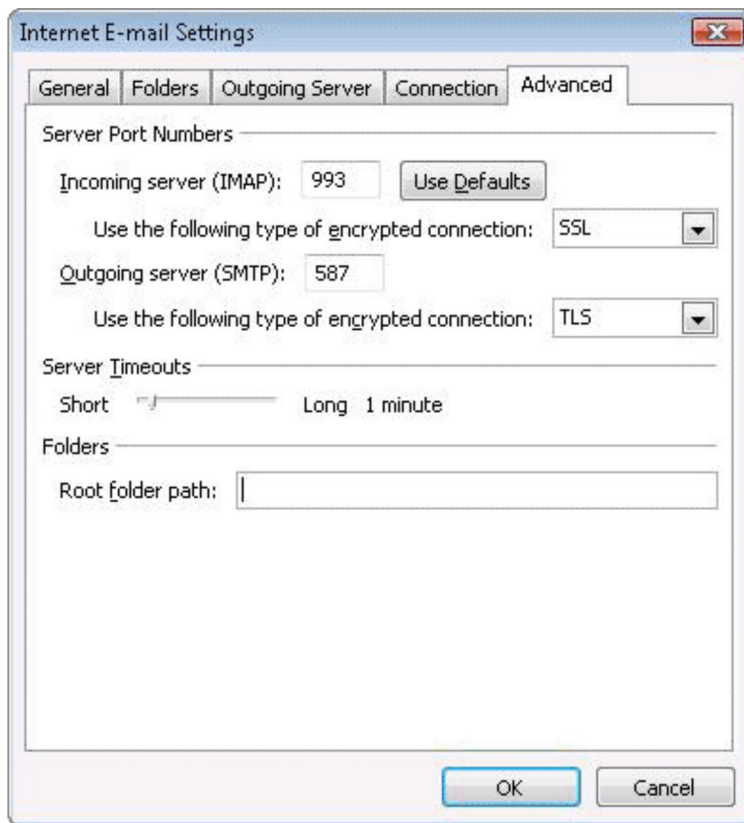 Internet E-mail Settings
General Folders Outgoing Server Connection Advanced
Server Port Numbers
Incoming server (IMAP): 993 Use Defaults
Use the following type of encrypted connection: SSL
Outgoing server (SMTP): 587
Use the following type of encrypted connection: TLS
Server Timeouts
Short Long 1 minute
Folders
Root folder path:
OK Cancel